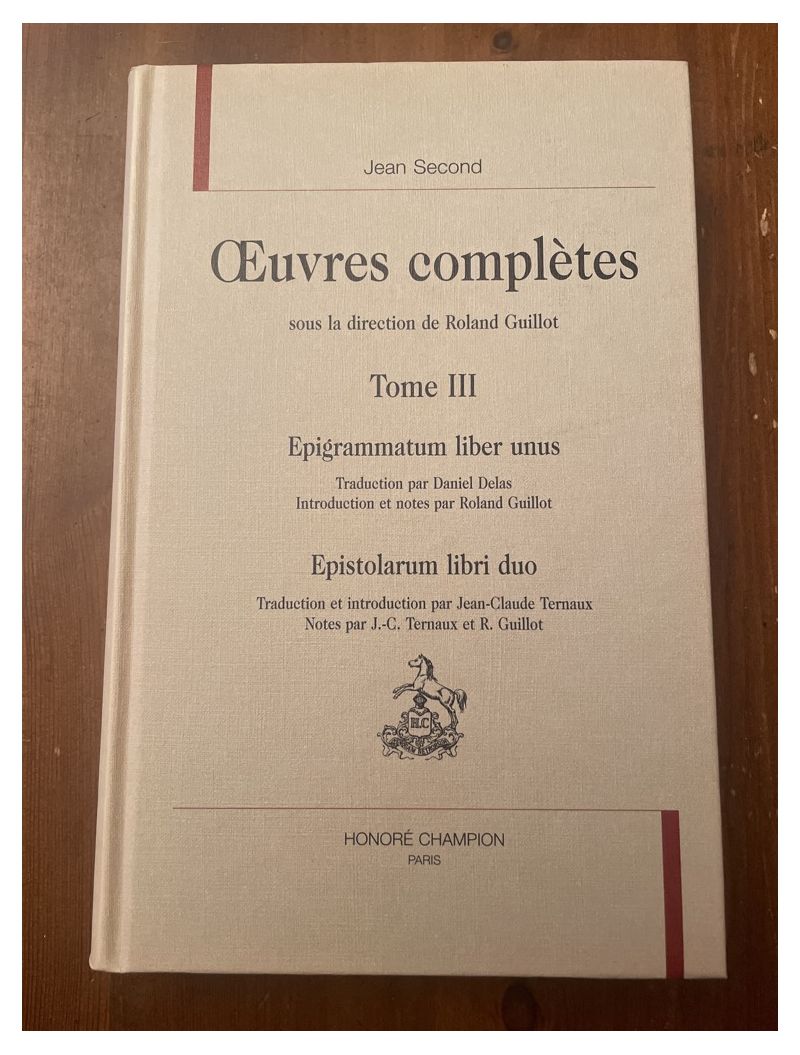 Jean Second
Œuvres complètes
sous la direction de Roland Guillot
Tome III
Epigrammatum liber unus
Traduction par Daniel Delas
Introduction et notes par Roland Guillot
Epistolarum libri duo
Traduction et introduction par Jean-Claude Ternaux
Notes par J.-C. Ternaux et R. Guillot
H.C
HONORÉ CHAMPION
PARIS